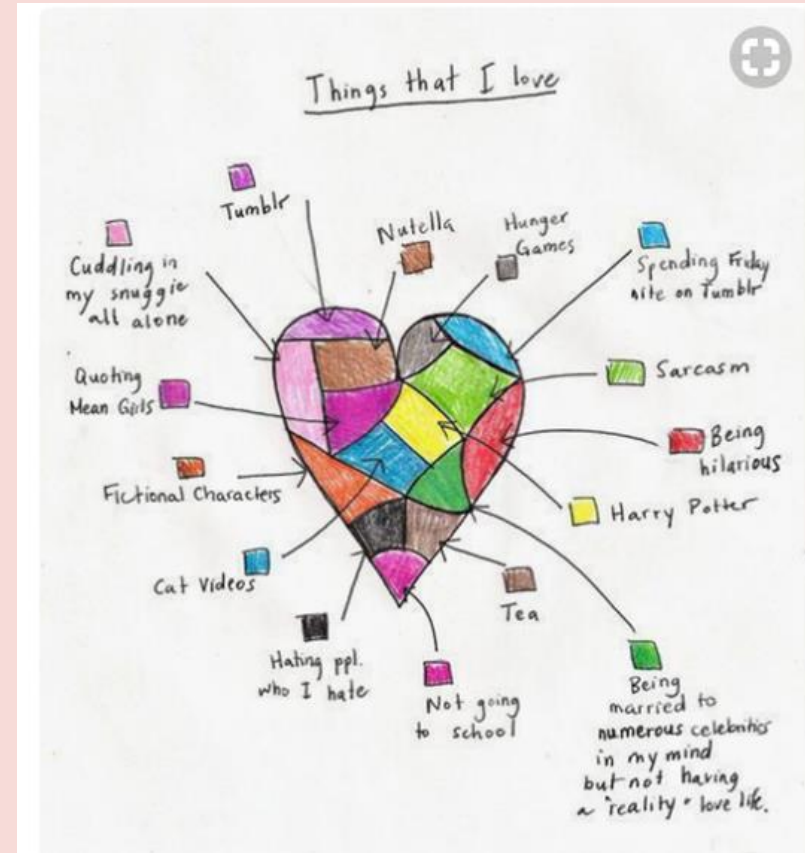 Things that I love
Tumblr
Nutella
Hunger
Games
Cuddling in
my snuggie
all alone
Spending Friday
nite on Tumblr
Quoting
Mean Girls
Sarcasm
Being
hilarious
Fictional Characters
Harry Potter
Cat Videos
Tea
Hating ppl.
who I hate
Not going
to school
Being
married to
numerous celebrities
in my mind
but not having
a "reality" love life.